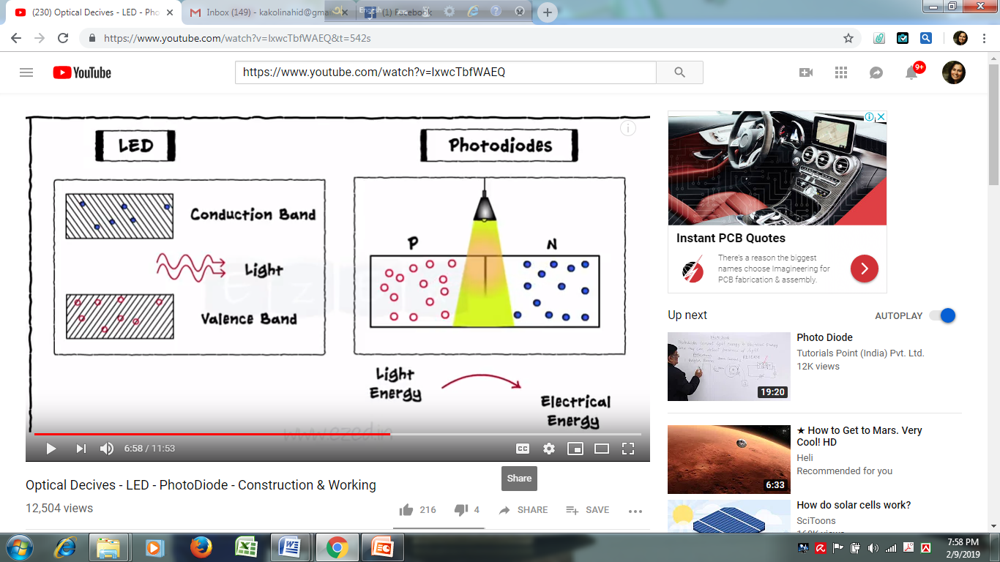 (230) Optical Decives - LED - Pho
Inbox (149) - kakolinahid@gma
English
(1) Facebook
https://www.youtube.com/watch?v=IxwcTbfWAEQ&t=542s
YouTube
https://www.youtube.com/watch?v=IxwcTbfWAEQ
9+
LED
Photodiodes
Conduction Band
Light
Valence Band
P
N
Light
Energy
Electrical
Energy
www.ezed.in
6:58 / 11:53
CC
Share
Optical Decives - LED - PhotoDiode - Construction & Working
12,504 views
216
4
SHARE
SAVE
Instant PCB Quotes
There's a reason the biggest
names choose Imagineering for
PCB fabrication & assembly.
Up next
AUTOPLAY
Photo Diode
Tutorials Point (India) Pvt. Ltd.
12K views
19:20
★ How to Get to Mars. Very
Cool! HD
Heli
Recommended for you
6:33
How do solar cells work?
SciToons
7:58 PM
2/9/2019